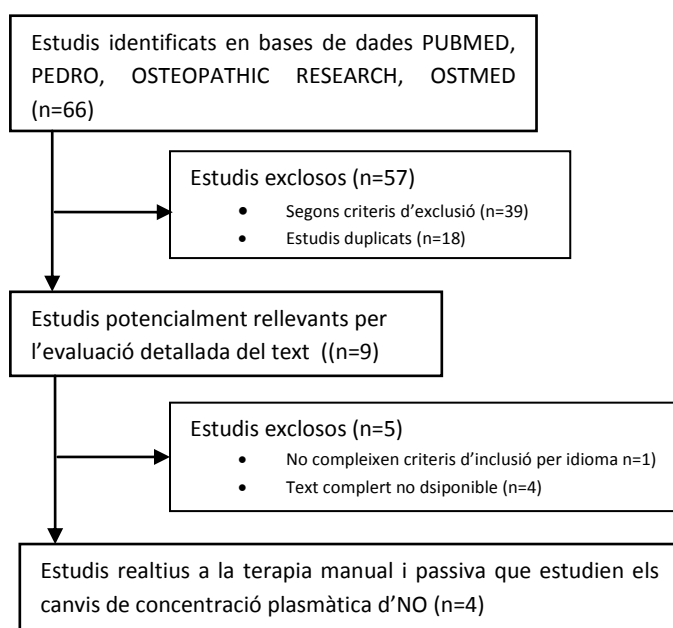 Estudis identificats en bases de dades PUBMED,
PEDRO, OSTEOPATHIC RESEARCH, OSTMED
(n=66)
Estudis exclosos (n=57)
• Segons criteris d'exclusió (n=39)
• Estudis duplicats (n=18)
Estudis potencialment rellevants per
l'evaluació detallada del text ((n=9)
Estudis exclosos (n=5)
• No compleixen criteris d'inclusió per idioma n=1)
• Text complert no dsiponible (n=4)
Estudis realtius a la terapia manual i passiva que estudien els
canvis de concentració plasmàtica d'NO (n=4)